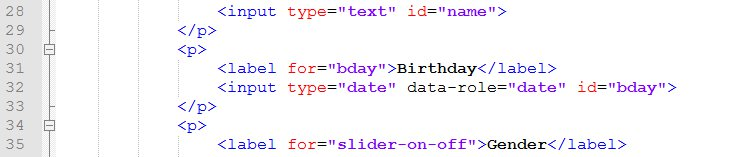 28 <input type="text" id="name">
29 </p>
30 <p>
31 <label for="bday">Birthday</label>
32 <input type="date" data-role="date" id="bday">
33 </p>
34 <p>
35 <label for="slider-on-off">Gender</label>